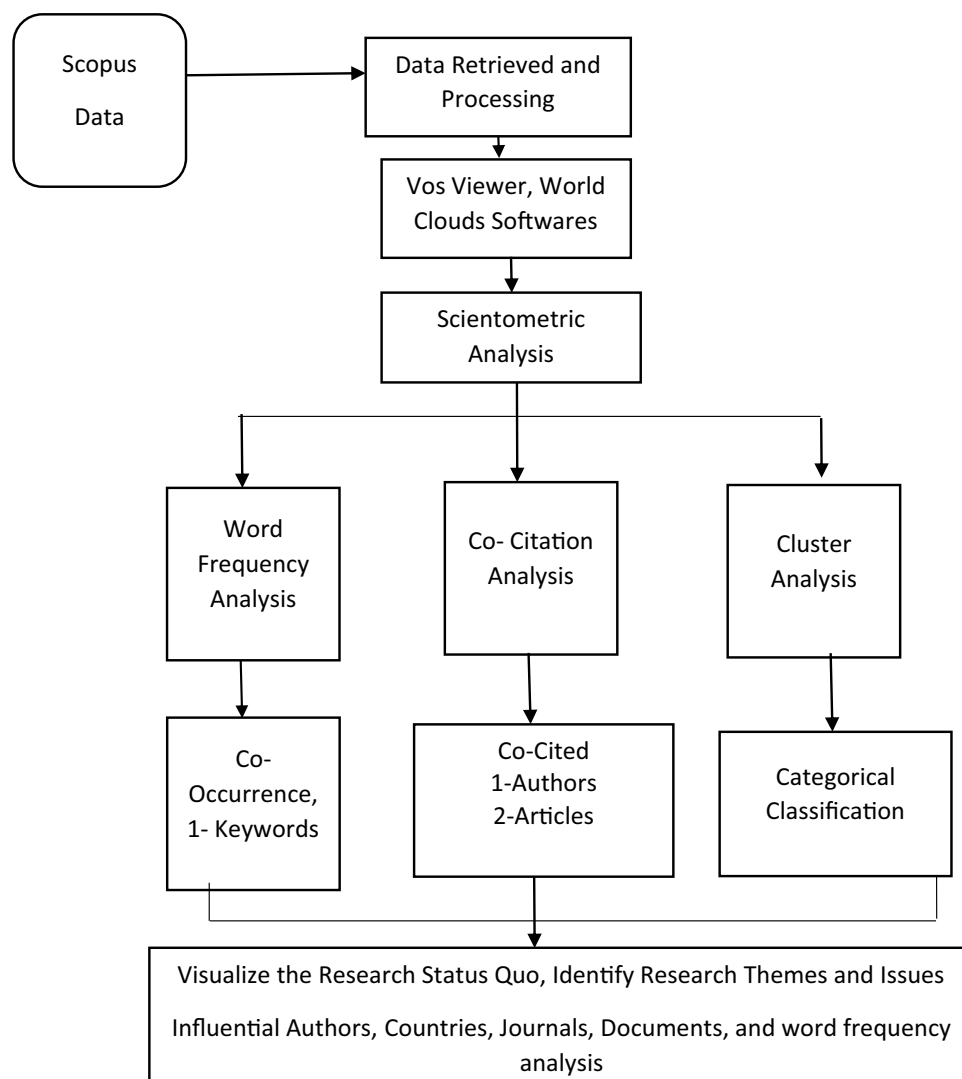 Scopus
Data
Data Retrieved and
Processing
Vos Viewer, World
Clouds Softwares
Scientometric
Analysis
Word
Frequency
Analysis
Co- Citation
Analysis
Cluster
Analysis
Co-
Occurrence,
1- Keywords
Co-Cited
1-Authors
2-Articles
Categorical
Classification
Visualize the Research Status Quo, Identify Research Themes and Issues
Influential Authors, Countries, Journals, Documents, and word frequency
analysis